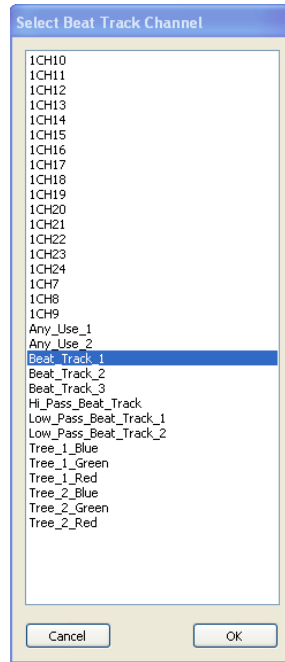 Select Beat Track Channel
1CH10
1CH11
1CH12
1CH13
1CH14
1CH15
1CH16
1CH17
1CH18
1CH19
1CH20
1CH21
1CH22
1CH23
1CH24
1CH7
1CH8
1CH9
Any_Use_1
Any_Use_2
Beat_Track_1
Beat_Track_2
Beat_Track_3
Hi_Pass_Beat_Track
Low_Pass_Beat_Track_1
Low_Pass_Beat_Track_2
Tree_1_Blue
Tree_1_Green
Tree_1_Red
Tree_2_Blue
Tree_2_Green
Tree_2_Red
Cancel OK